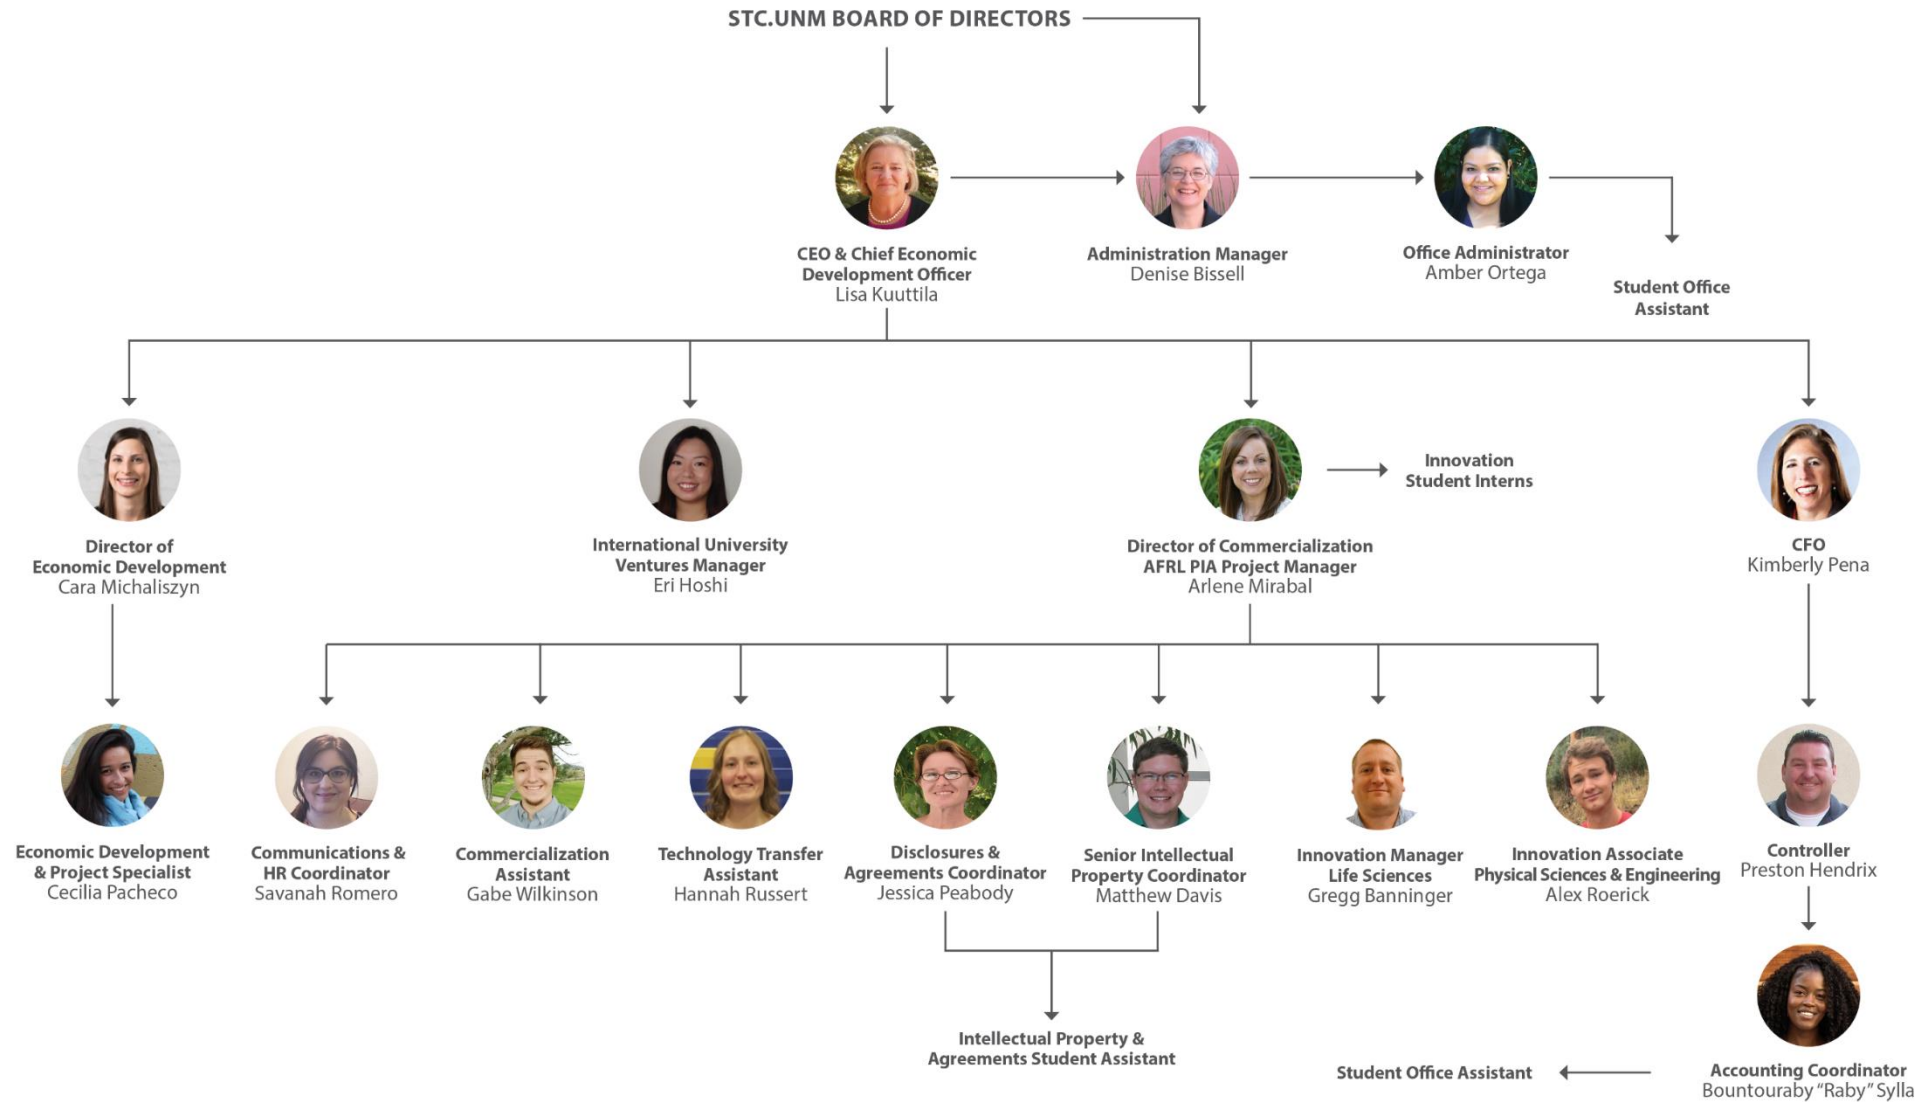 STC.UNM BOARD OF DIRECTORS
CEO & Chief Economic
Development Officer
Lisa Kuuttila
Administration Manager
Denise Bissell
Office Administrator
Amber Ortega
Student Office
Assistant
Director of
Economic Development
Cara Michaliszyn
International University
Ventures Manager
Eri Hoshi
Director of Commercialization
AFRL PIA Project Manager
Arlene Mirabal
Innovation
Student Interns
CFO
Kimberly Pena
Economic Development
& Project Specialist
Cecilia Pacheco
Communications &
HR Coordinator
Savanah Romero
Commercialization
Assistant
Gabe Wilkinson
Technology Transfer
Assistant
Hannah Russert
Disclosures &
Agreements Coordinator
Jessica Peabody
Senior Intellectual
Property Coordinator
Matthew Davis
Innovation Manager
Life Sciences
Gregg Banninger
Innovation Associate
Physical Sciences & Engineering
Alex Roerick
Controller
Preston Hendrix
Intellectual Property &
Agreements Student Assistant
Student Office Assistant
Accounting Coordinator
Bountouraby “Raby” Sylla